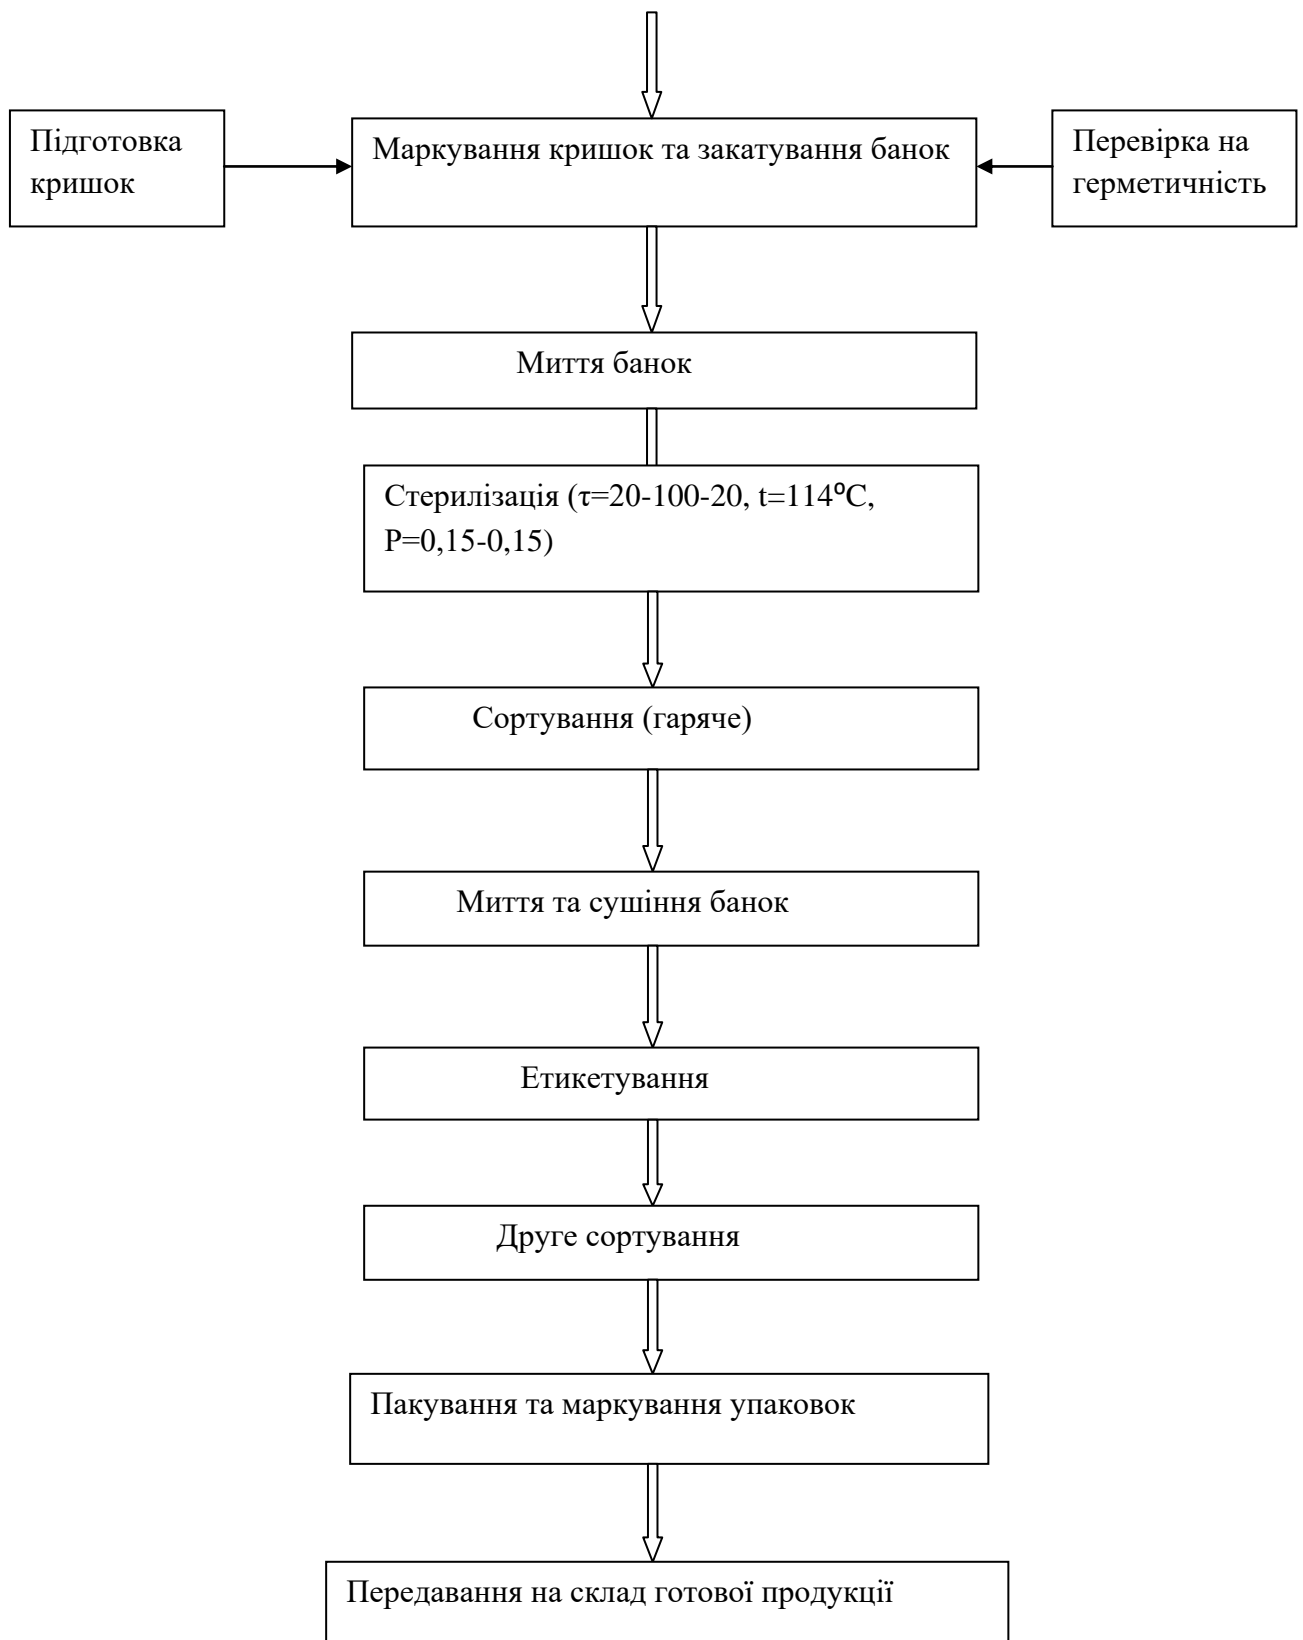 Підготовка
кришок
Маркування кришок та закатування банок
Перевірка на
герметичність
Миття банок
Стерилізація (τ=20-100-20, t=114⁰С,
Р=0,15-0,15)
Сортування (гаряче)
Миття та сушіння банок
Етикетування
Друге сортування
Пакування та маркування упаковок
Передавання на склад готової продукції